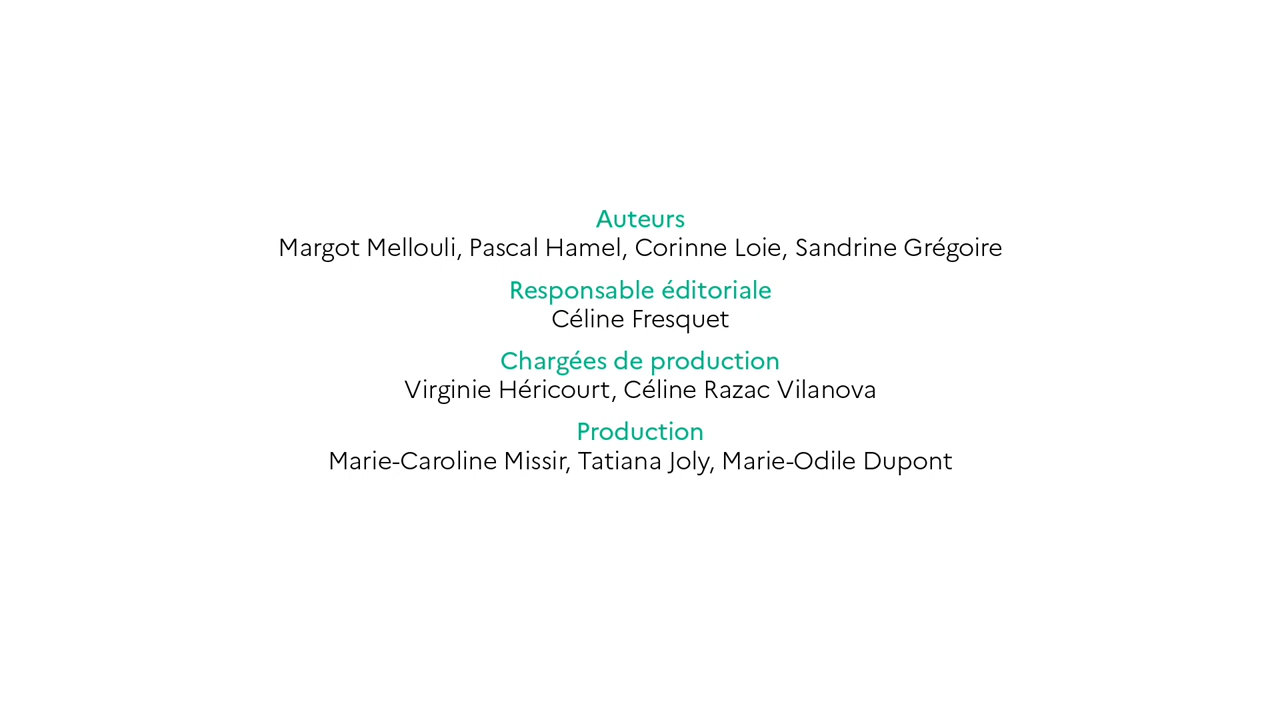 Auteurs
Margot Mellouli, Pascal Hamel, Corinne Loie, Sandrine Grégoire
Responsable éditoriale
Céline Fresquet
Chargées de production
Virginie Héricourt, Céline Razac Vilanova
Production
Marie-Caroline Missir, Tatiana Joly, Marie-Odile Dupont